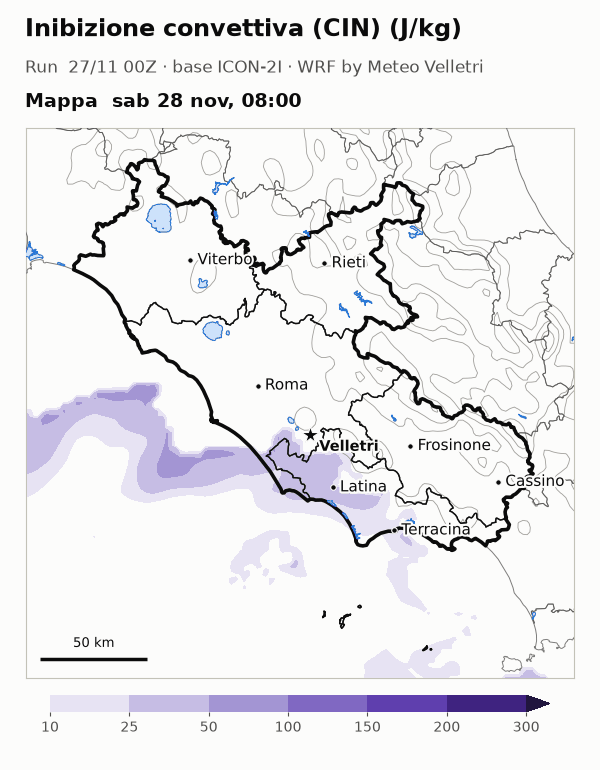 Inibizione convettiva (CIN) (J/kg)
Run  27/11 00Z · base ICON-2I · WRF by Meteo Velletri
Mappa  sab 28 nov, 08:00
Viterbo
Rieti
Roma
Velletri
Frosinone
Latina
Cassino
Terracina
50 km
10 25 50 100 150 200 300